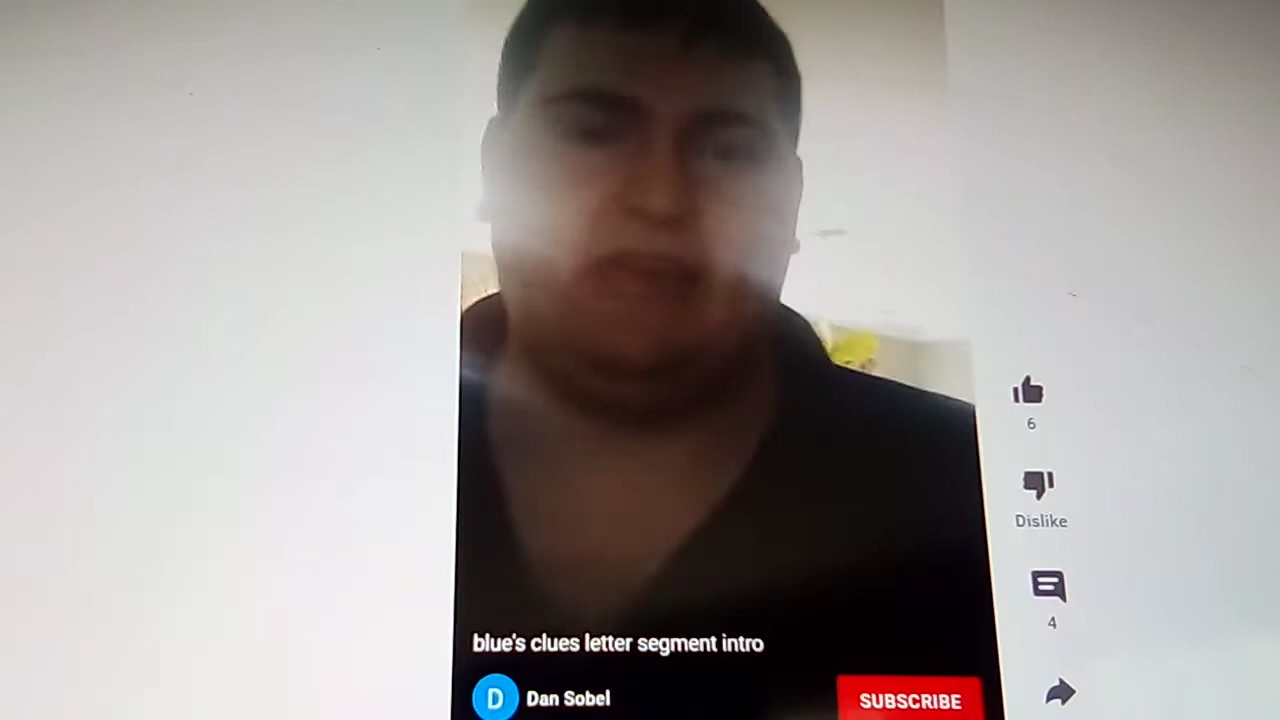 6
Dislike
4
blue's clues letter segment intro
D Dan Sobel
SUBSCRIBE